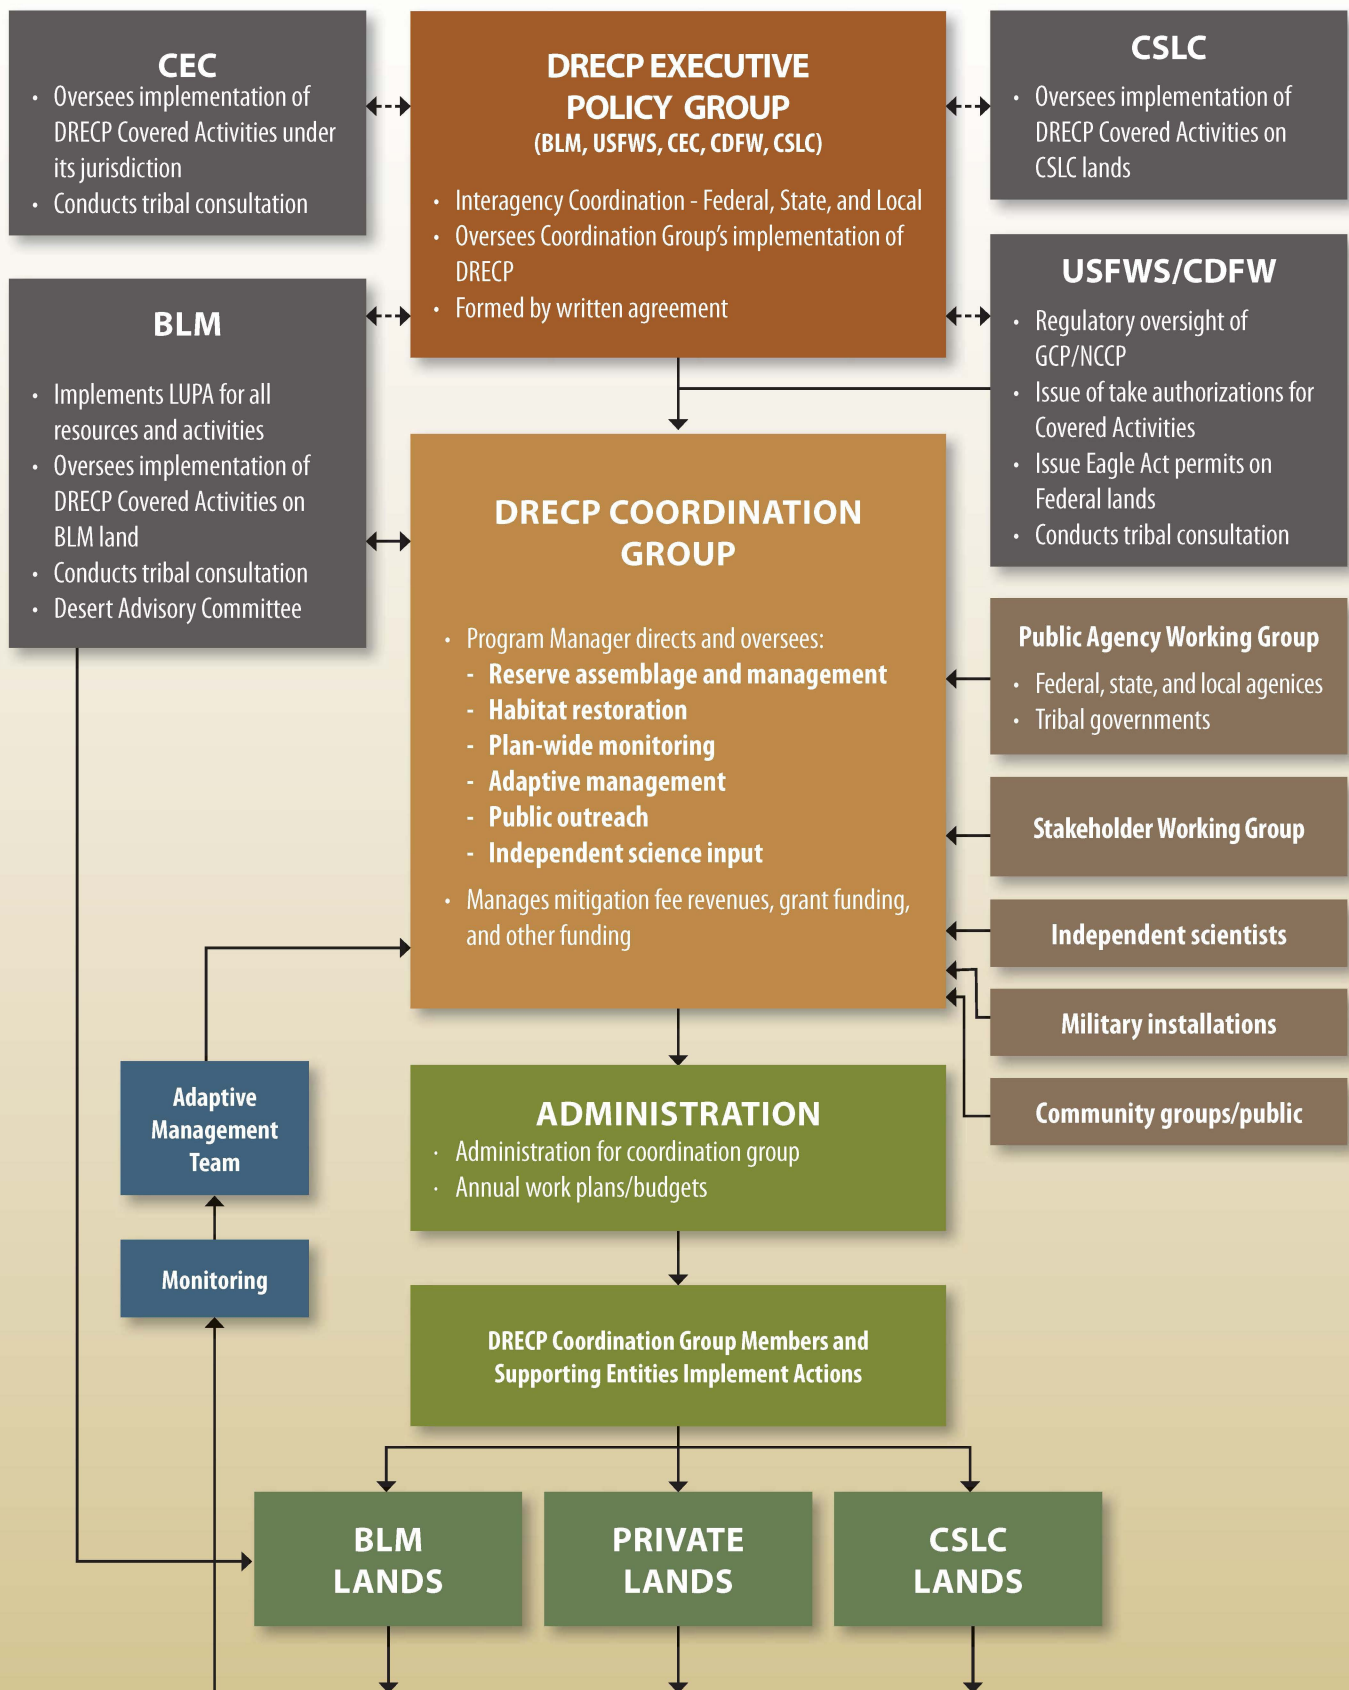 CEC
• Oversees implementation of
DRECP Covered Activities under
its jurisdiction
• Conducts tribal consultation
DRECP EXECUTIVE
POLICY GROUP
(BLM, USFWS, CEC, CDFW, CSLC)
• Interagency Coordination - Federal, State, and Local
• Oversees Coordination Group's implementation of
DRECP
• Formed by written agreement
CSLC
• Oversees implementation of
DRECP Covered Activities on
CSLC lands
BLM
• Implements LUPA for all
resources and activities
• Oversees implementation of
DRECP Covered Activities on
BLM land
• Conducts tribal consultation
• Desert Advisory Committee
USFWS/CDFW
• Regulatory oversight of
GCP/NCCP
• Issue of take authorizations for
Covered Activities
• Issue Eagle Act permits on
Federal lands
• Conducts tribal consultation
DRECP COORDINATION
GROUP
• Program Manager directs and oversees:
- Reserve assemblage and management
- Habitat restoration
- Plan-wide monitoring
- Adaptive management
- Public outreach
- Independent science input
• Manages mitigation fee revenues, grant funding,
and other funding
Public Agency Working Group
• Federal, state, and local agenices
• Tribal governments
Stakeholder Working Group
Independent scientists
Military installations
Community groups/public
Adaptive
Management
Team
Monitoring
ADMINISTRATION
• Administration for coordination group
• Annual work plans/budgets
DRECP Coordination Group Members and
Supporting Entities Implement Actions
BLM
LANDS
PRIVATE
LANDS
CSLC
LANDS